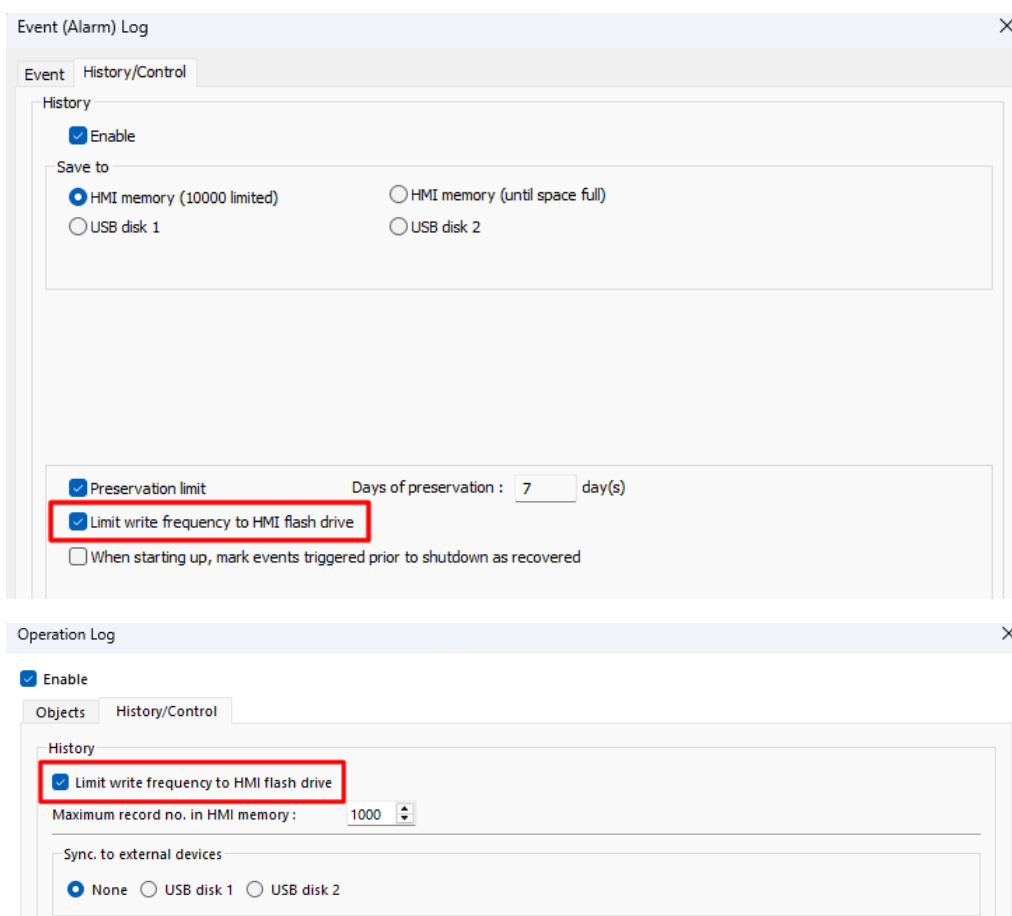 Event (Alarm) Log
Event History/Control
History
Enable
Save to
HMI memory (10000 limited) HMI memory (until space full)
USB disk 1 USB disk 2
Preservation limit Days of preservation : 7 day(s)
Limit write frequency to HMI flash drive
When starting up, mark events triggered prior to shutdown as recovered
Operation Log
Enable
Objects History/Control
History
Limit write frequency to HMI flash drive
Maximum record no. in HMI memory : 1000
Sync. to external devices
None USB disk 1 USB disk 2